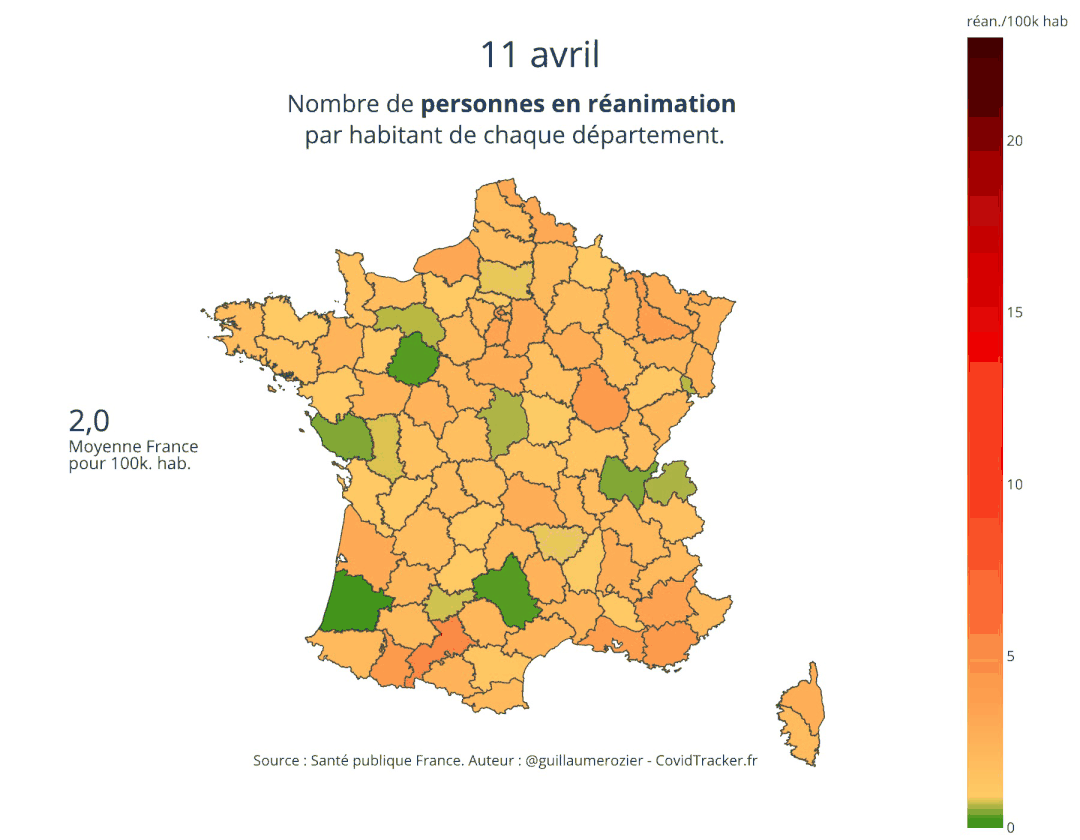 réan./100k hab
11 avril
Nombre de personnes en réanimation
par habitant de chaque département.
20
15
10
5
0
2,0
Moyenne France
pour 100k. hab.
Source : Santé publique France. Auteur : @guillaumerozier - CovidTracker.fr